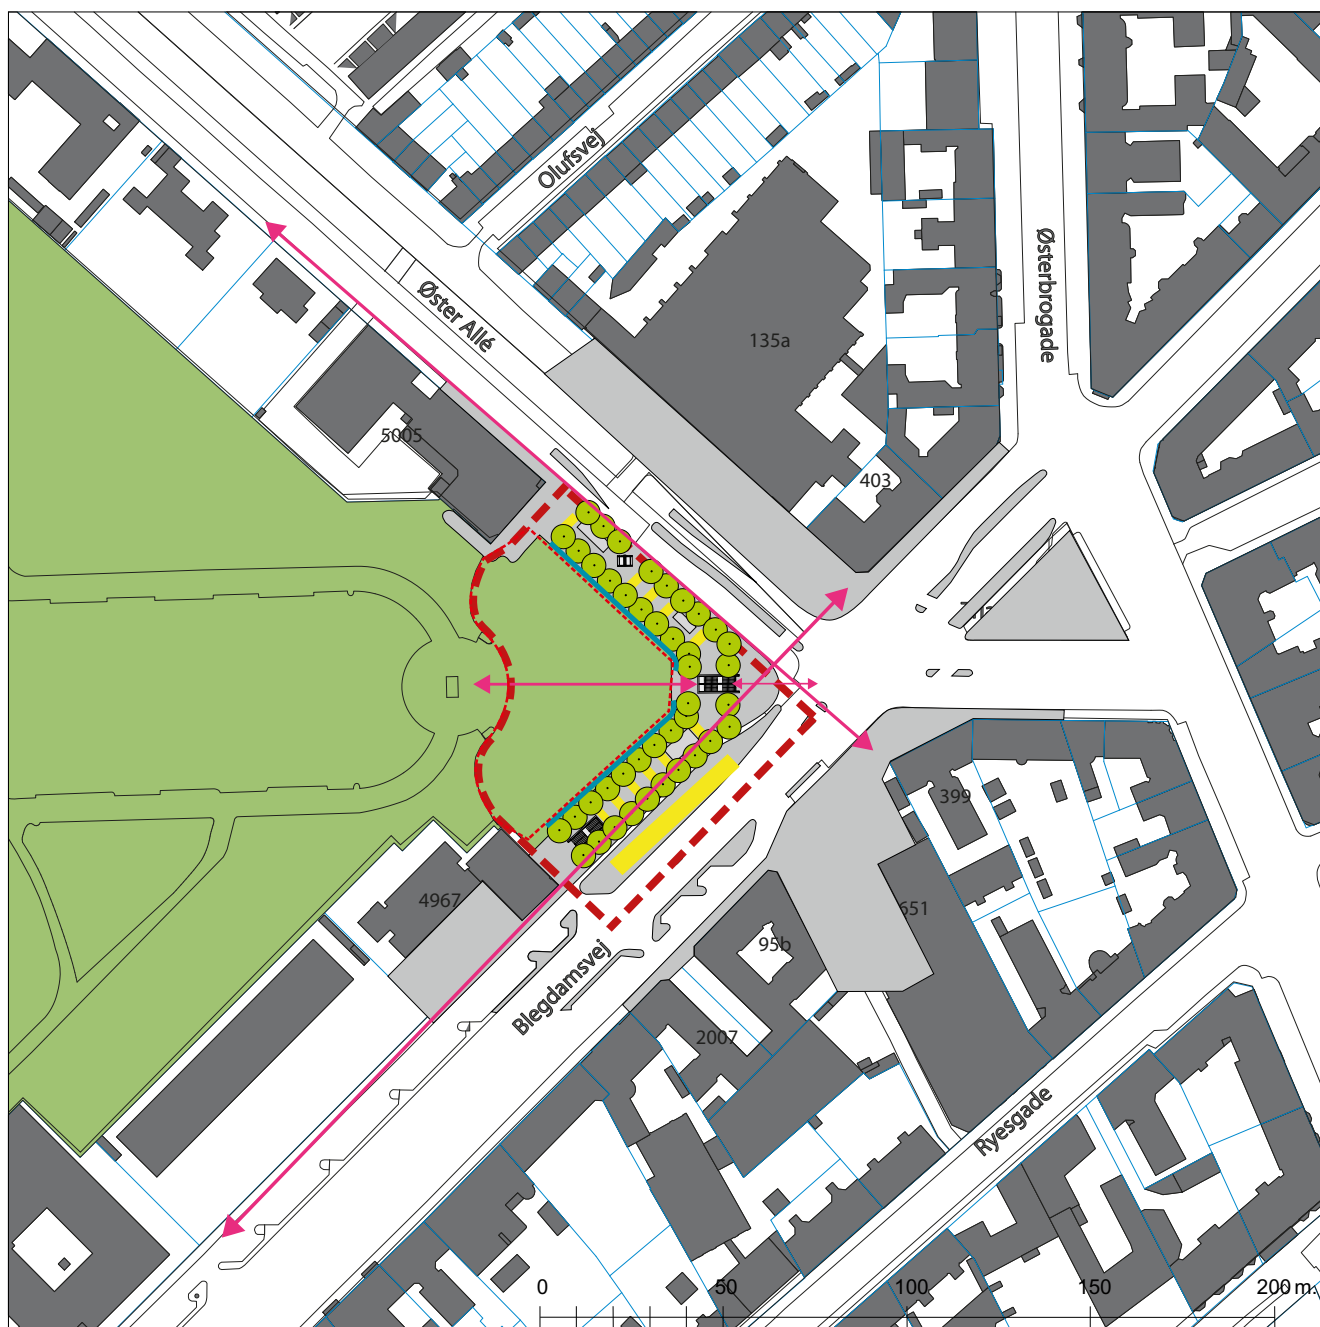 Olufsvej
Østerbrogade
Øster Allé
135a
5005
403
399
4967
651
95b
Blegdamsvej
2007
Ryesgade
0 50 100 150 200 m.